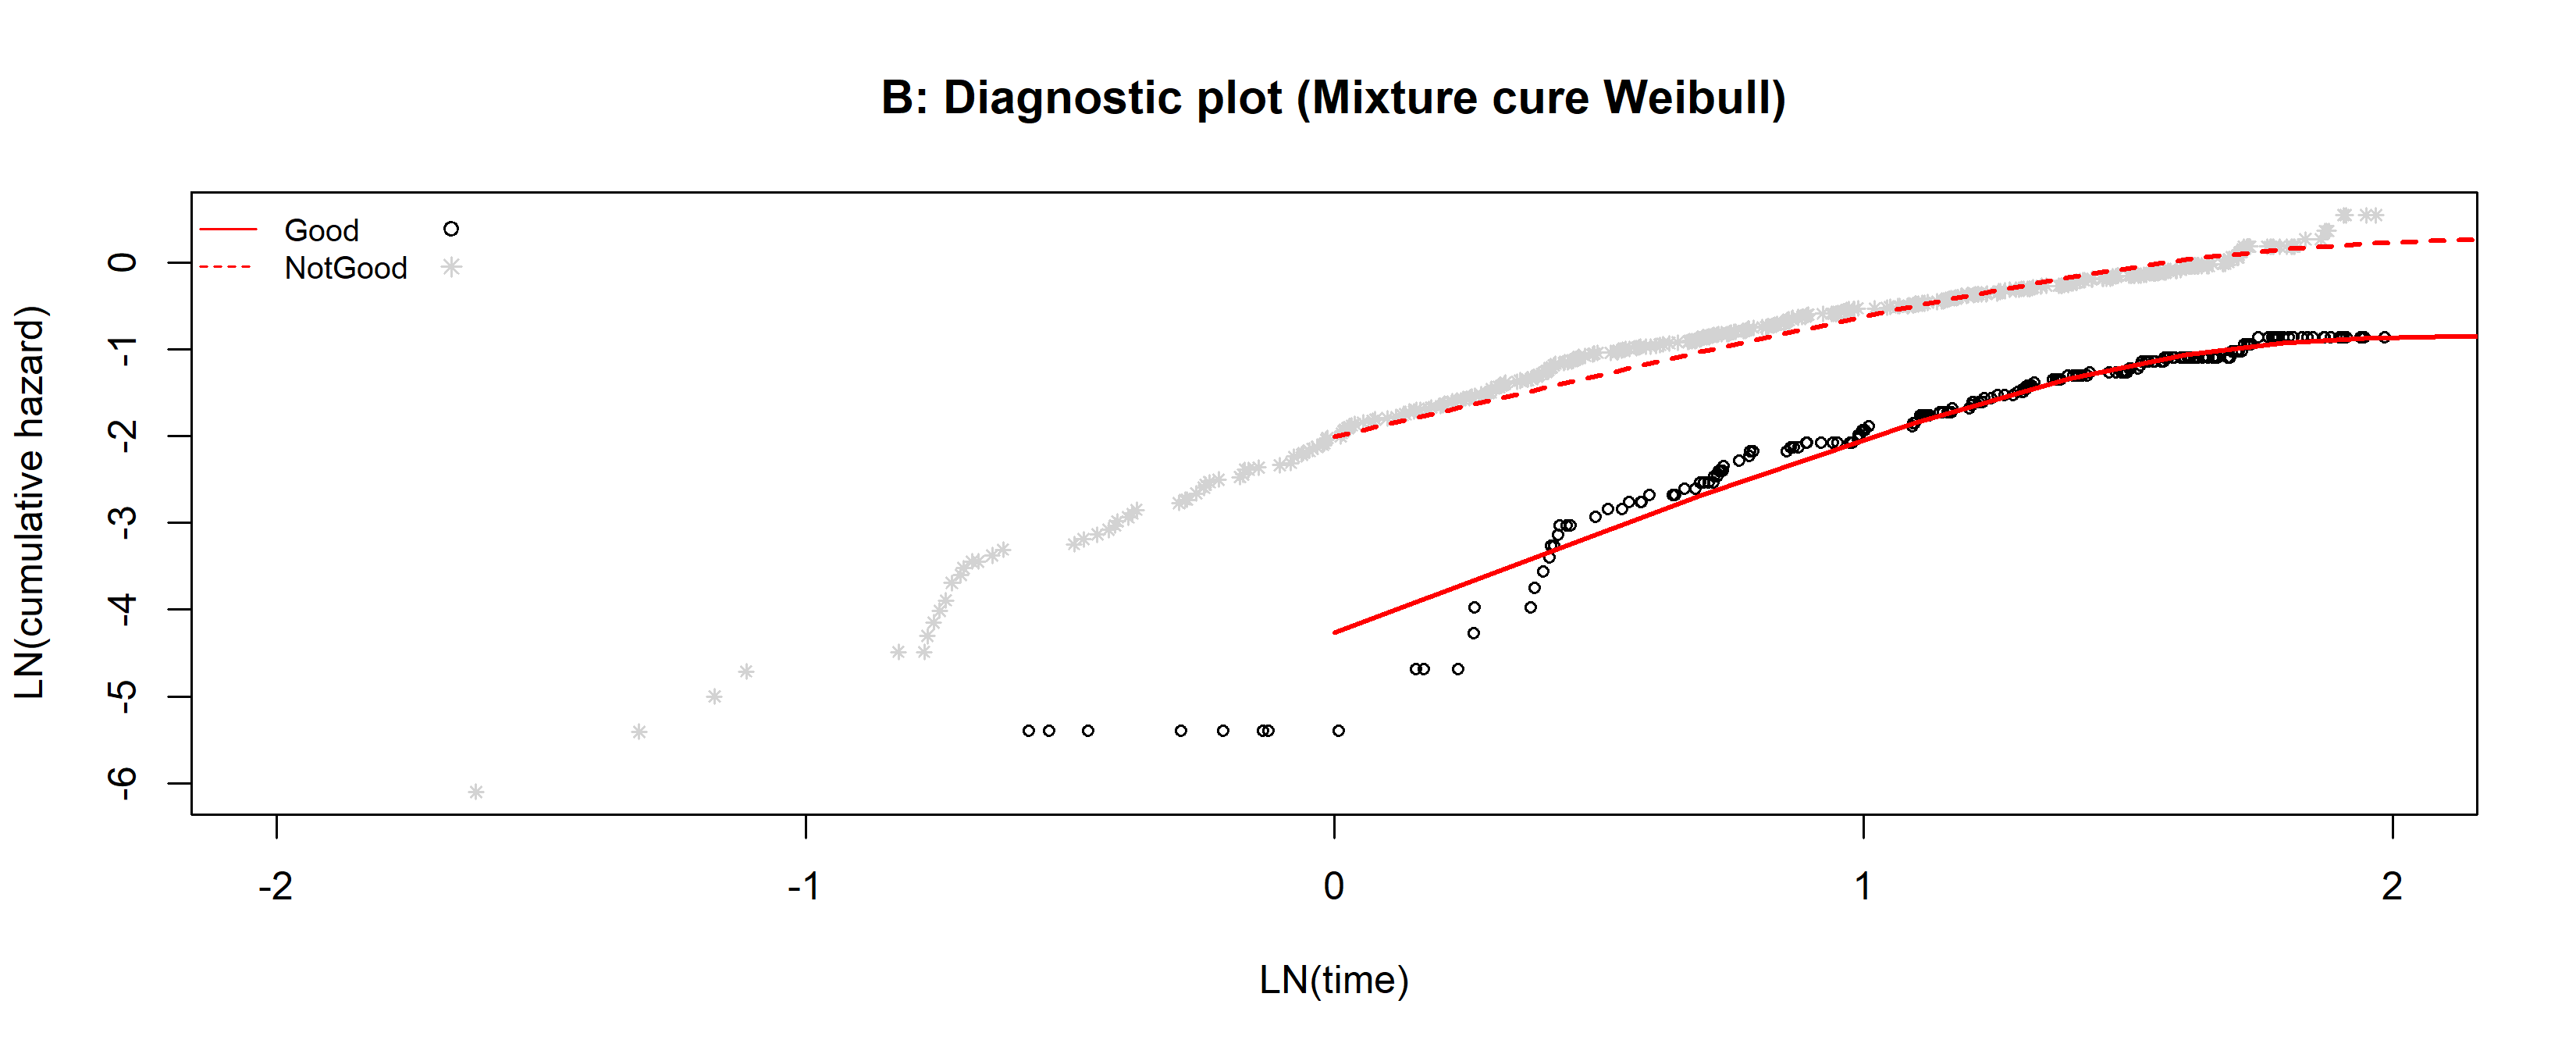 B: Diagnostic plot (Mixture cure Weibull)
Good
NotGood
LN(cumulative hazard)
0
-1
-2
-3
-4
-5
-6
-2 -1 0 1 2
LN(time)